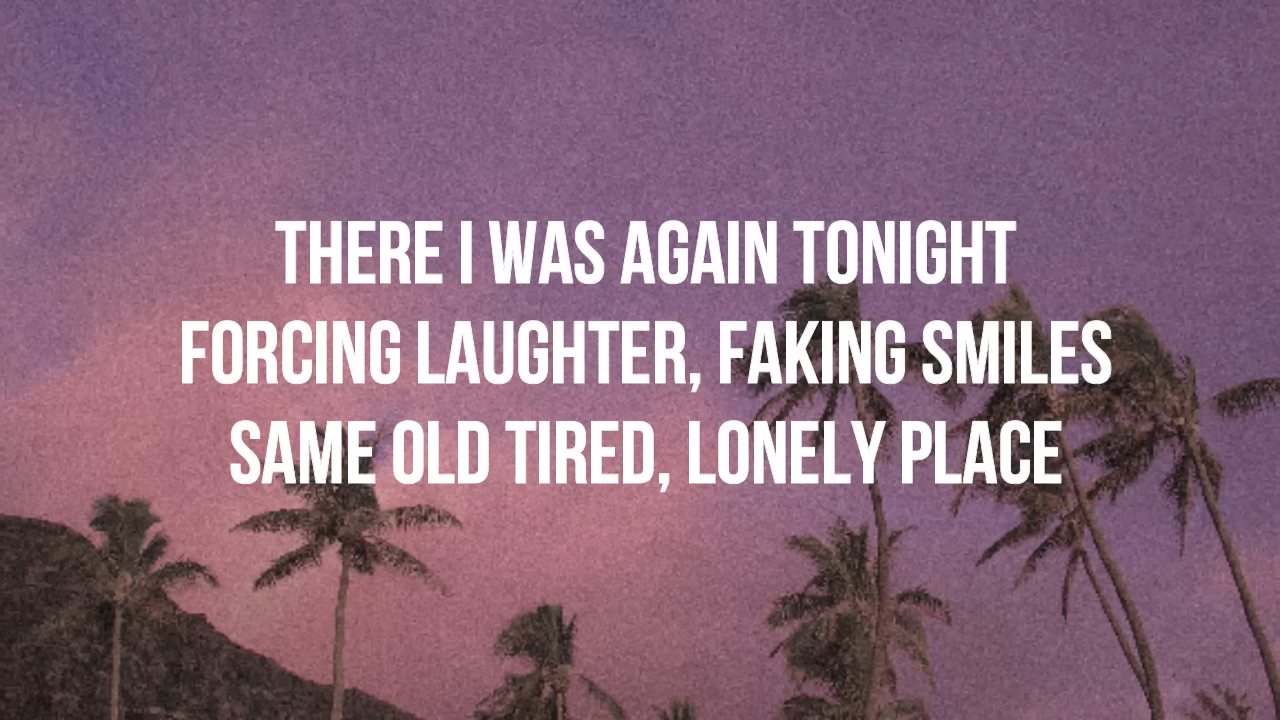 THERE I WAS AGAIN TONIGHT
FORCING LAUGHTER, FAKING SMILES
SAME OLD TIRED, LONELY PLACE